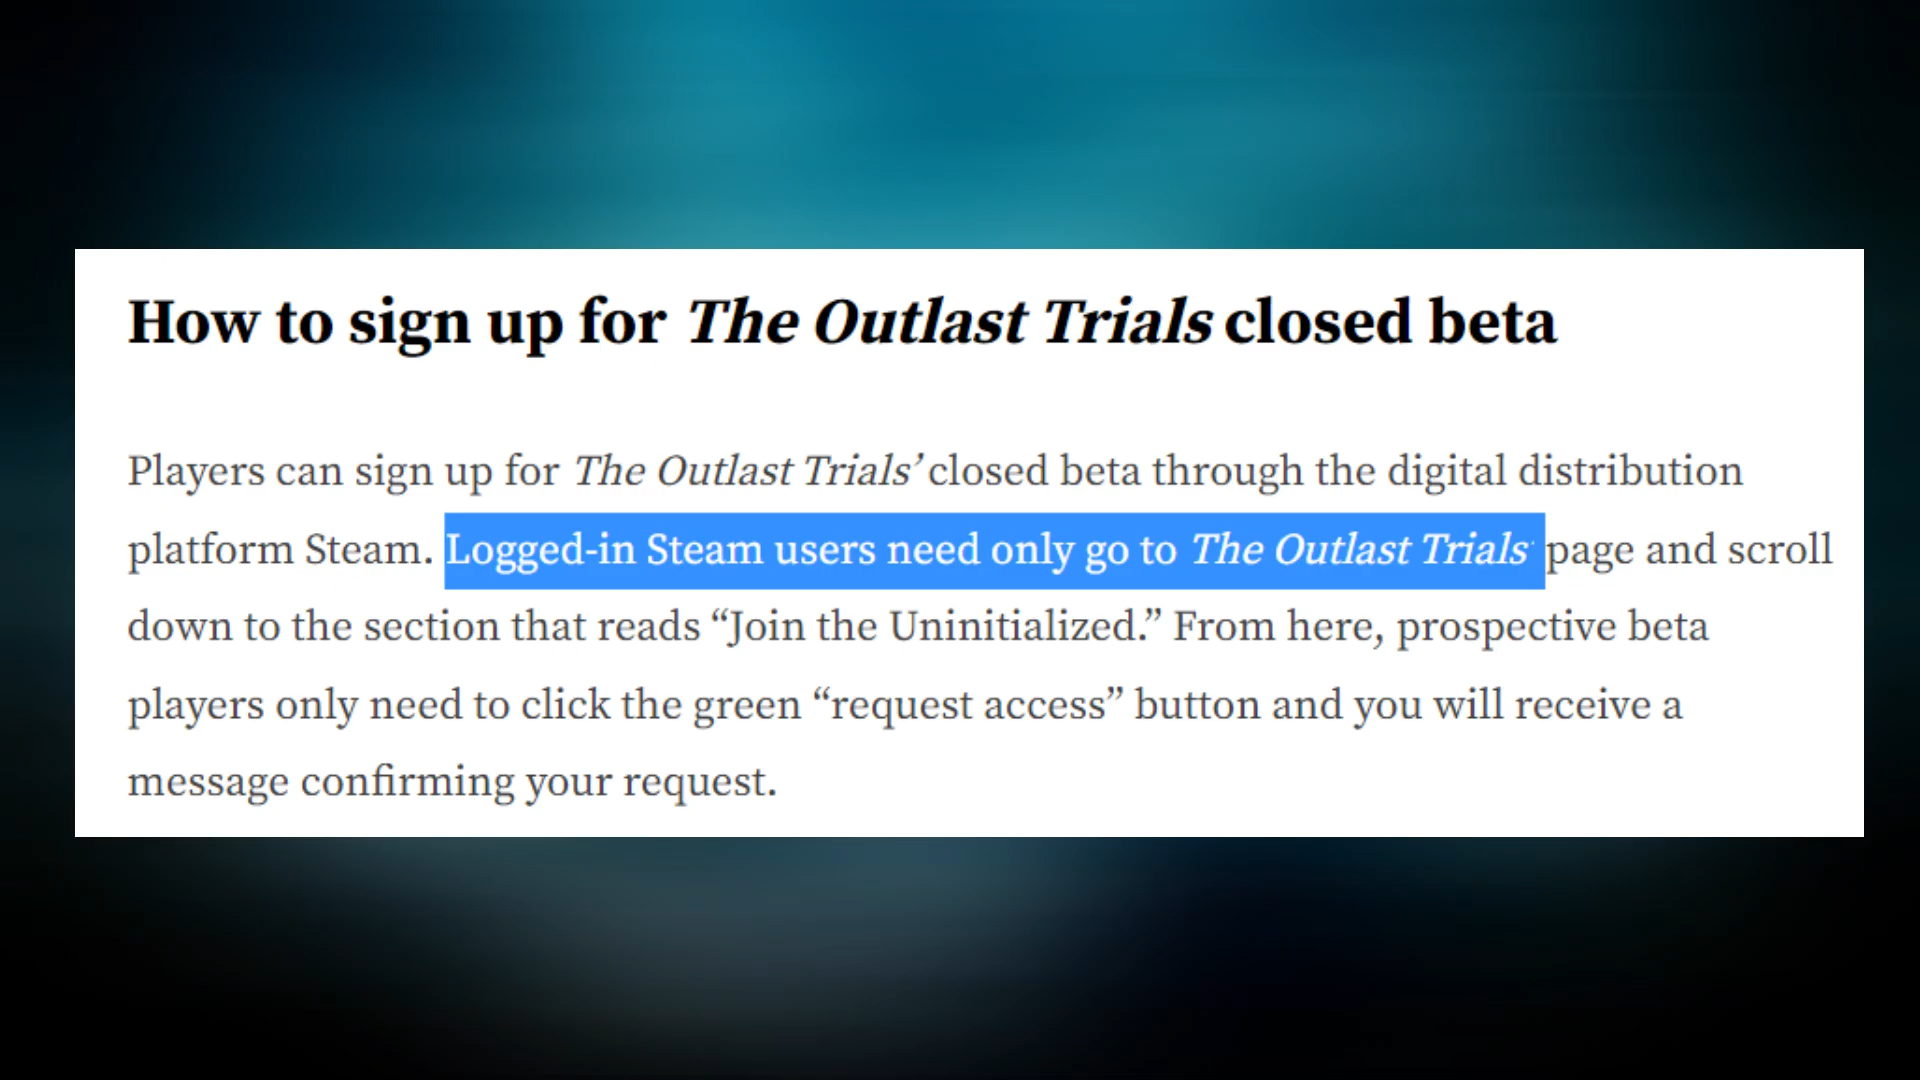 How to sign up for The Outlast Trials closed beta
Players can sign up for The Outlast Trials’ closed beta through the digital distribution
platform Steam. Logged-in Steam users need only go to The Outlast Trials’ page and scroll
down to the section that reads “Join the Uninitialized.” From here, prospective beta
players only need to click the green “request access” button and you will receive a
message confirming your request.